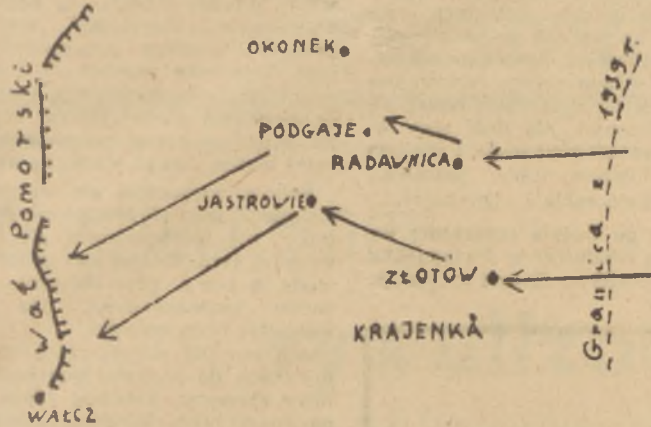 OKONEK
Wał Pomorski
Granica z 1939 r.
PODGAJE
RADAWNICA
JASTROWIE
ZŁOTOW
KRAJENKA
WAŁCZ